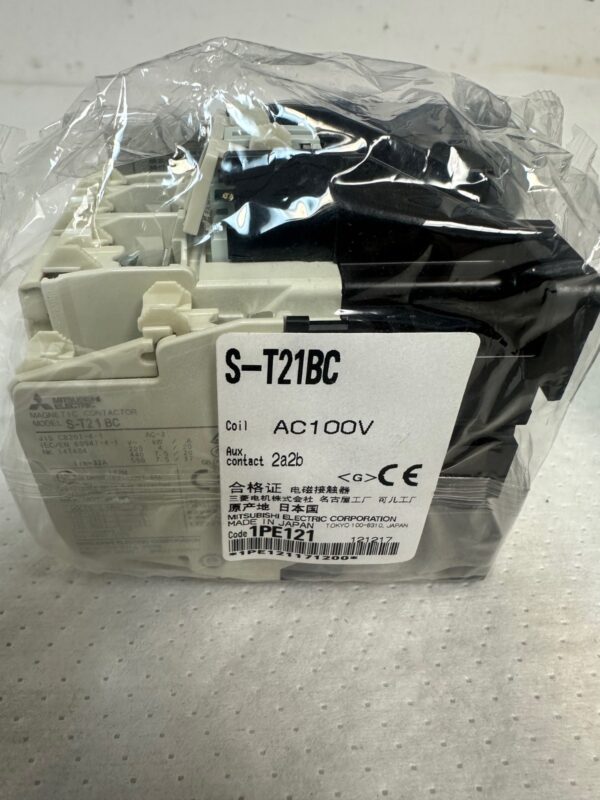 S-T21BC
Coil AC100V
Aux.
contact 2a2b
<G> CE
合格证 电磁接触器
三菱电机株式会社 名古屋工厂 可儿工厂
原产地 日本国
MITSUBISHI ELECTRIC CORPORATION
MADE IN JAPAN TOKYO 100-8310, JAPAN
Code 1PE121 121217
*1PE121171200*
MITSUBISHI
ELECTRIC
MAGNETIC CONTACTOR
MODEL S-T21BC